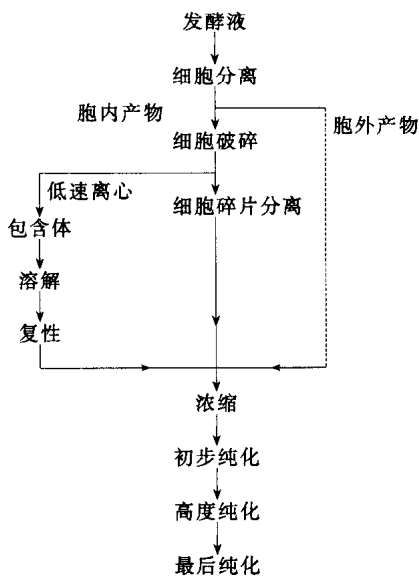 发酵液
细胞分离
胞内产物
胞外产物
细胞破碎
低速离心
细胞碎片分离
包含体
溶解
复性
浓缩
初步纯化
高度纯化
最后纯化